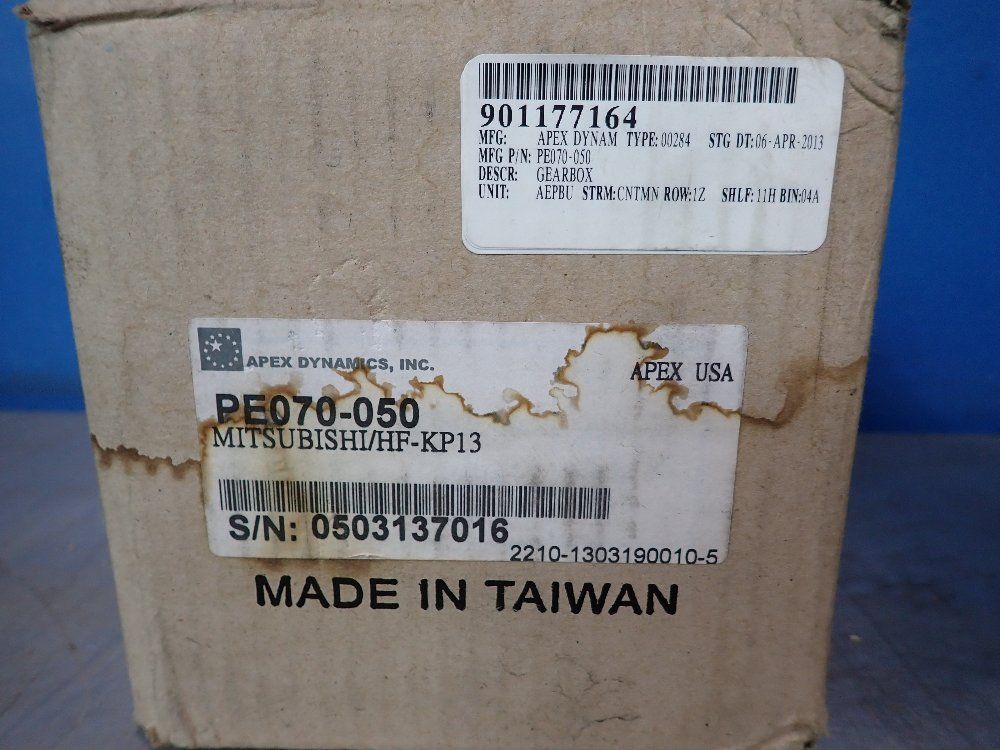 901177164
MFG: APEX DYNAM TYPE: 00284 STG DT: 06-APR-2013
MFG P/N: PE070-050
DESCR: GEARBOX
UNIT: AEPBU STRM: CNTMN ROW: 1Z SHLF: 11H BIN: 04A
APEX DYNAMICS, INC.
APEX USA
PE070-050
MITSUBISHI/HF-KP13
S/N: 0503137016
2210-1303190010-5
MADE IN TAIWAN